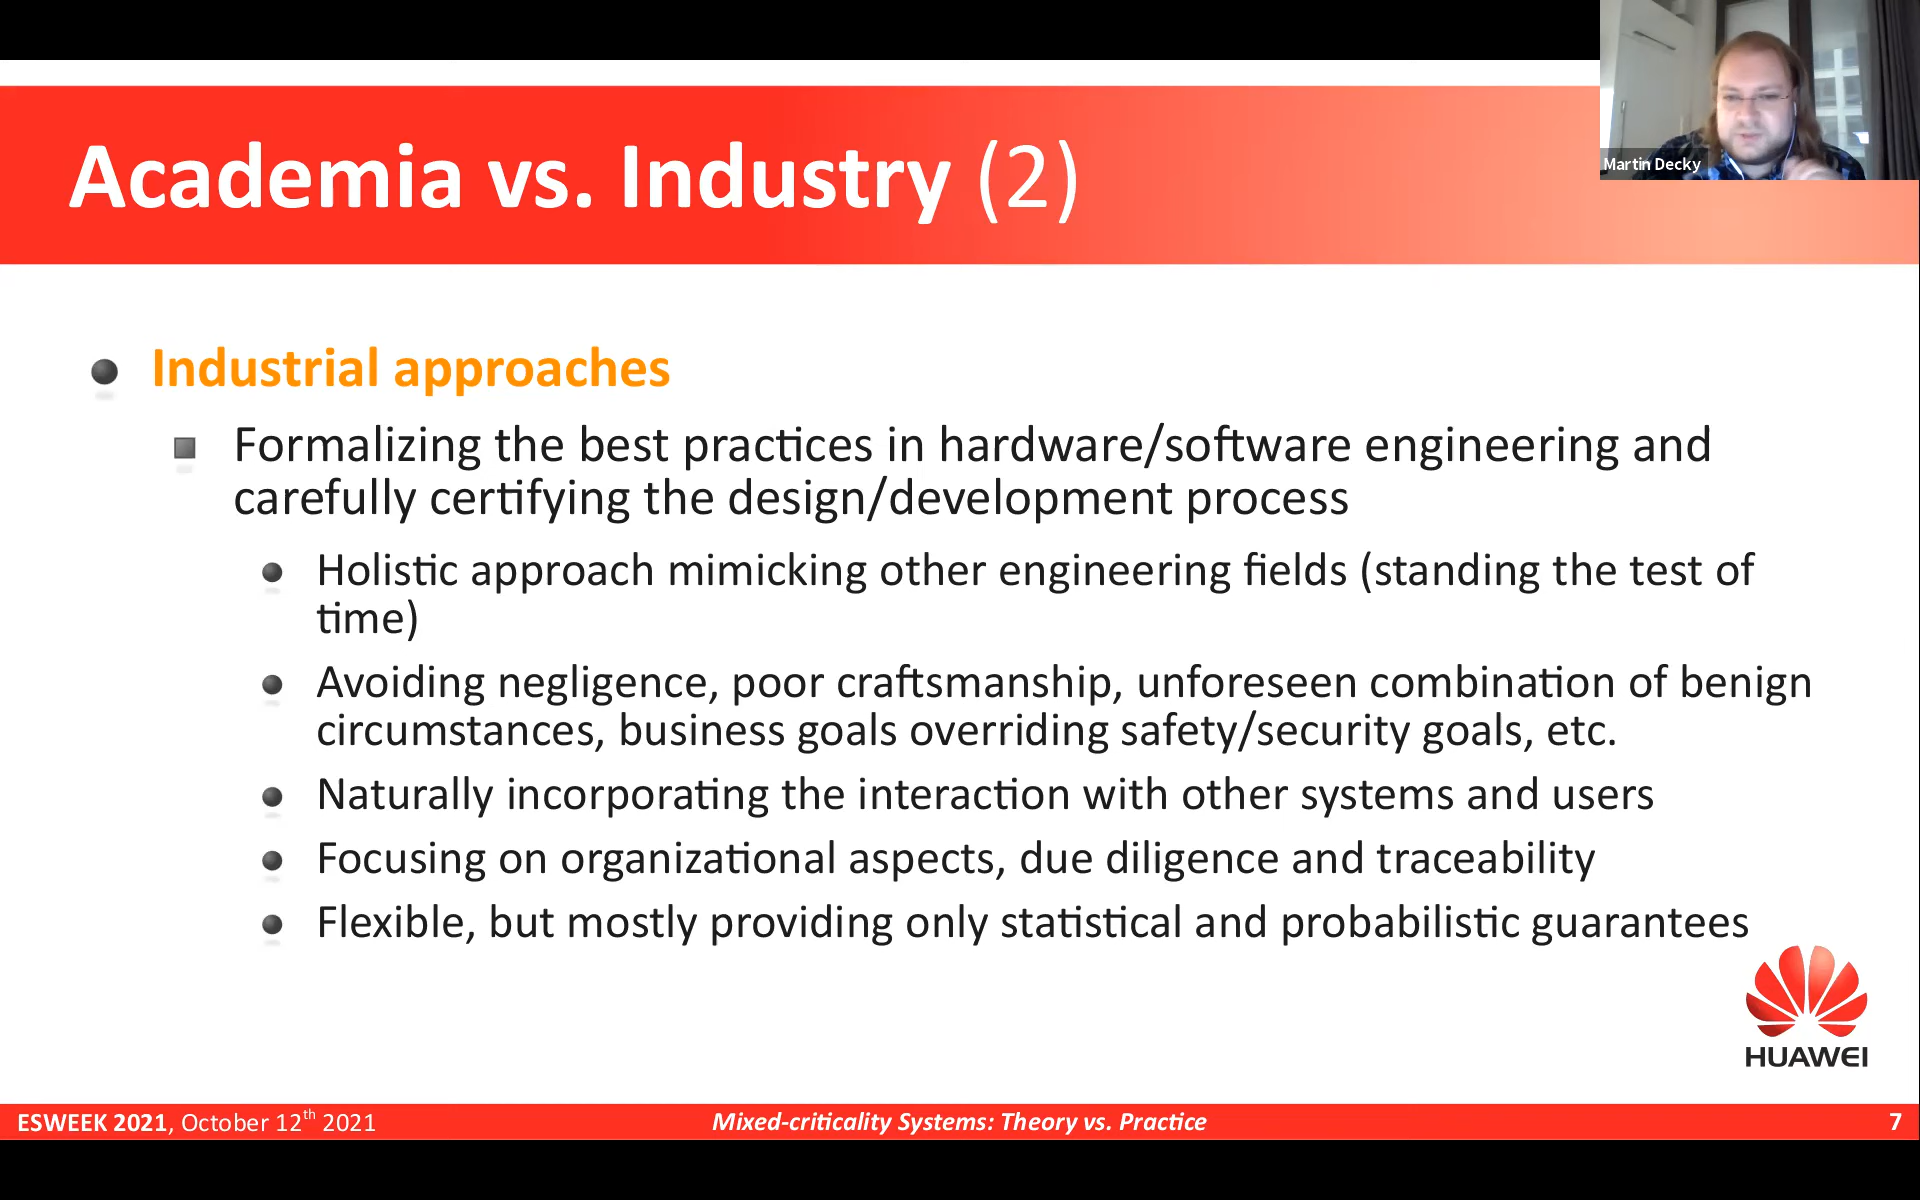 Academia vs. Industry (2)
Martin Decky
Industrial approaches
Formalizing the best practices in hardware/software engineering and
carefully certifying the design/development process
Holistic approach mimicking other engineering fields (standing the test of
time)
Avoiding negligence, poor craftsmanship, unforeseen combination of benign
circumstances, business goals overriding safety/security goals, etc.
Naturally incorporating the interaction with other systems and users
Focusing on organizational aspects, due diligence and traceability
Flexible, but mostly providing only statistical and probabilistic guarantees
HUAWEI
ESWEEK 2021, October 12th 2021
Mixed-criticality Systems: Theory vs. Practice
7